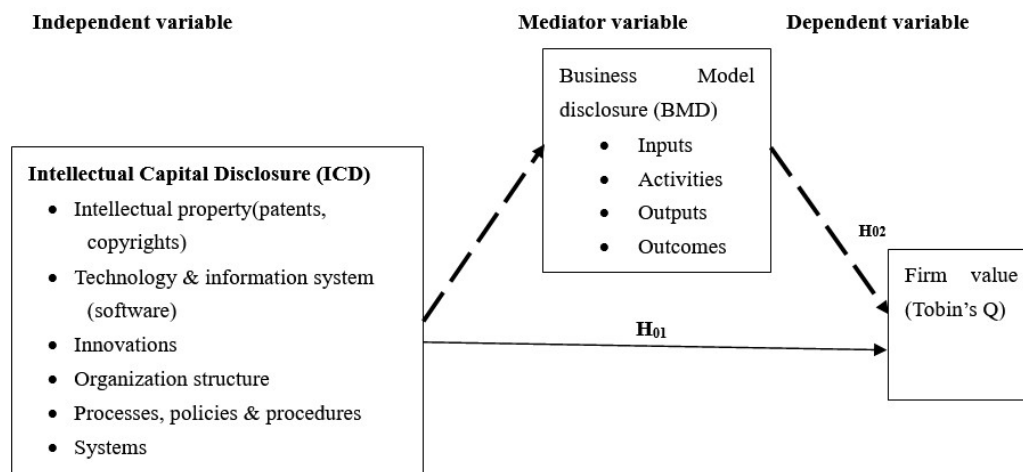 Independent variable
Mediator variable
Dependent variable
Business Model
disclosure (BMD)
• Inputs
• Activities
• Outputs
• Outcomes
Intellectual Capital Disclosure (ICD)
• Intellectual property(patents,
copyrights)
• Technology & information system
(software)
• Innovations
• Organization structure
• Processes, policies & procedures
• Systems
H02
H01
Firm value
(Tobin’s Q)